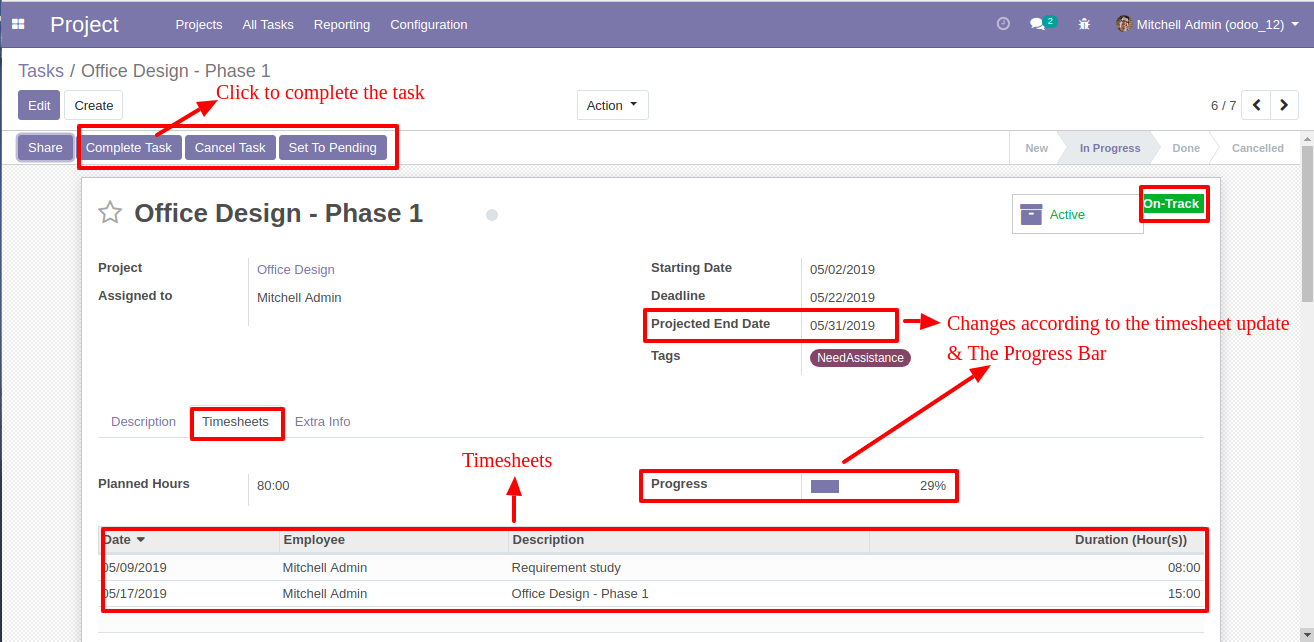 Project Projects All Tasks Reporting Configuration 2 Mitchell Admin (odoo_12)
Tasks / Office Design - Phase 1
Click to complete the task
Edit Create Action 6 / 7
Share Complete Task Cancel Task Set To Pending New In Progress Done Cancelled
Office Design - Phase 1 Active On-Track
Project Office Design Starting Date 05/02/2019
Assigned to Mitchell Admin Deadline 05/22/2019
Projected End Date 05/31/2019 Changes according to the timesheet update
Tags NeedAssistance & The Progress Bar
Description Timesheets Extra Info
Timesheets
Planned Hours 80:00 Progress 29%
Date Employee Description Duration (Hour(s))
05/09/2019 Mitchell Admin Requirement study 08:00
05/17/2019 Mitchell Admin Office Design - Phase 1 15:00